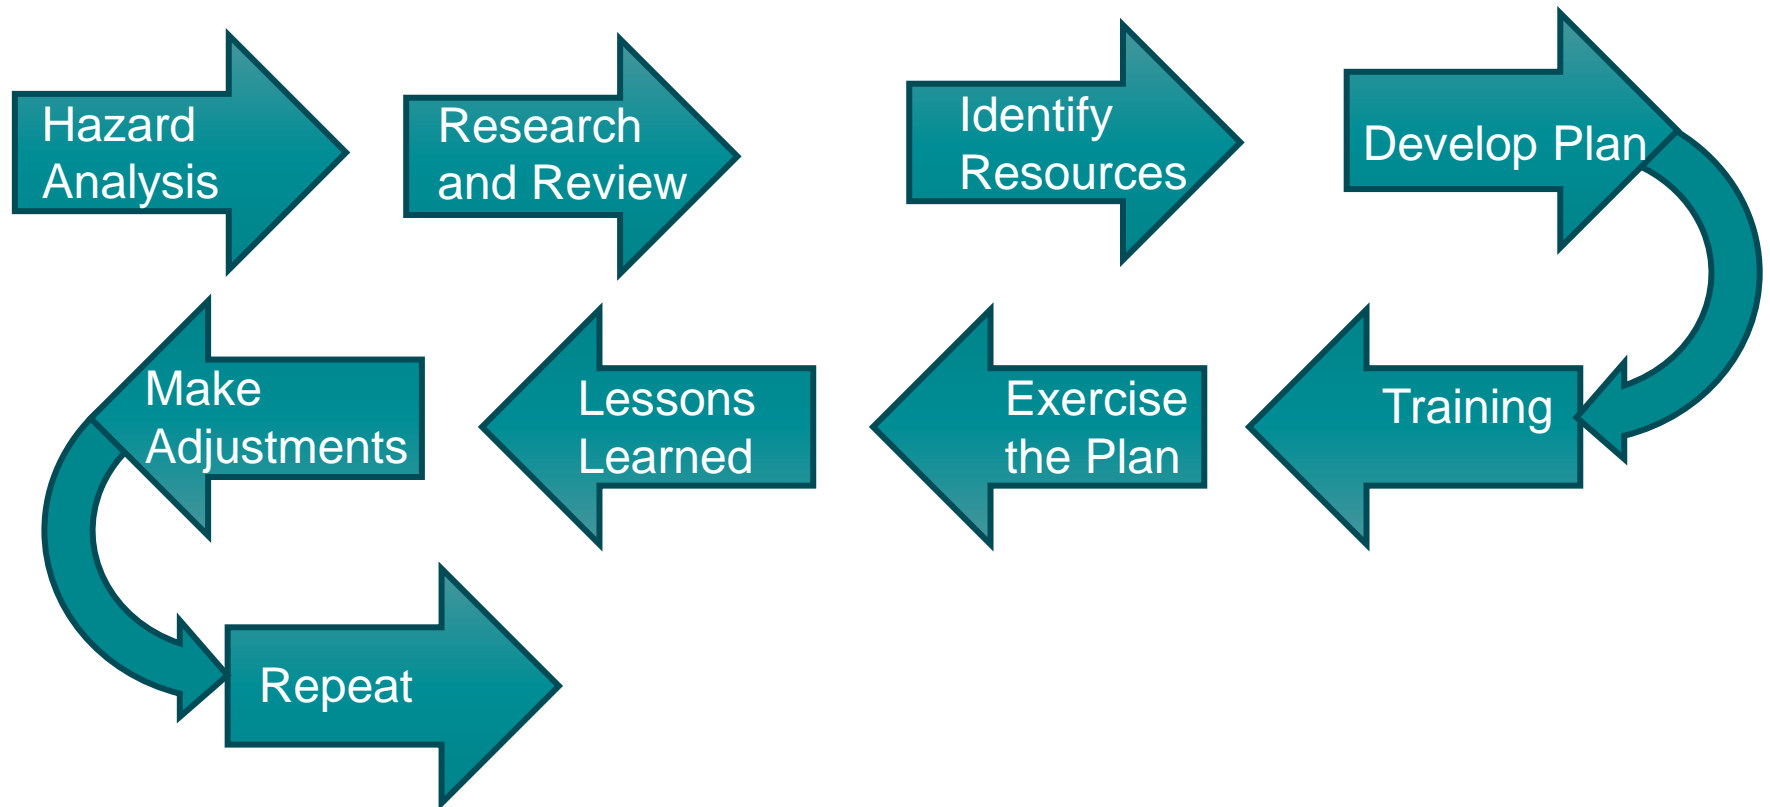 Hazard
Analysis
Research
and Review
Identify
Resources
Develop Plan
Training
Exercise
the Plan
Lessons
Learned
Make
Adjustments
Repeat